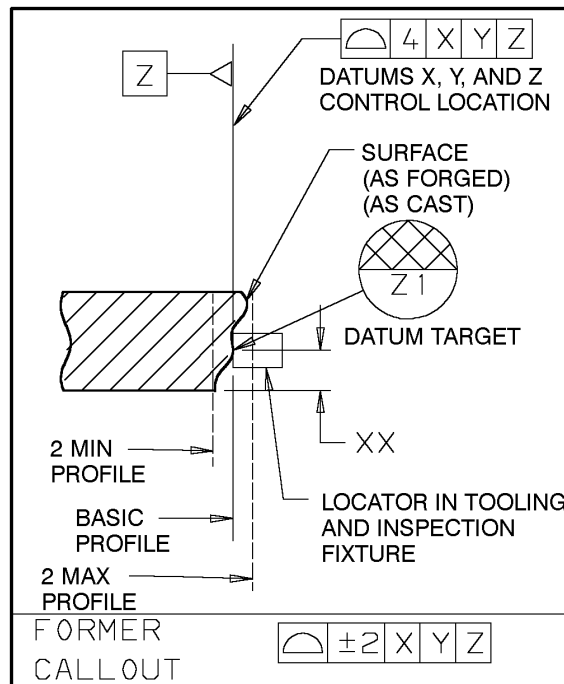 ⌓ 4 X Y Z
Z
DATUMS X, Y, AND Z
CONTROL LOCATION
SURFACE
(AS FORGED)
(AS CAST)
Z1
DATUM TARGET
XX
2 MIN
PROFILE
LOCATOR IN TOOLING
AND INSPECTION
FIXTURE
BASIC
PROFILE
2 MAX
PROFILE
FORMER
CALLOUT
⌓ ±2 X Y Z